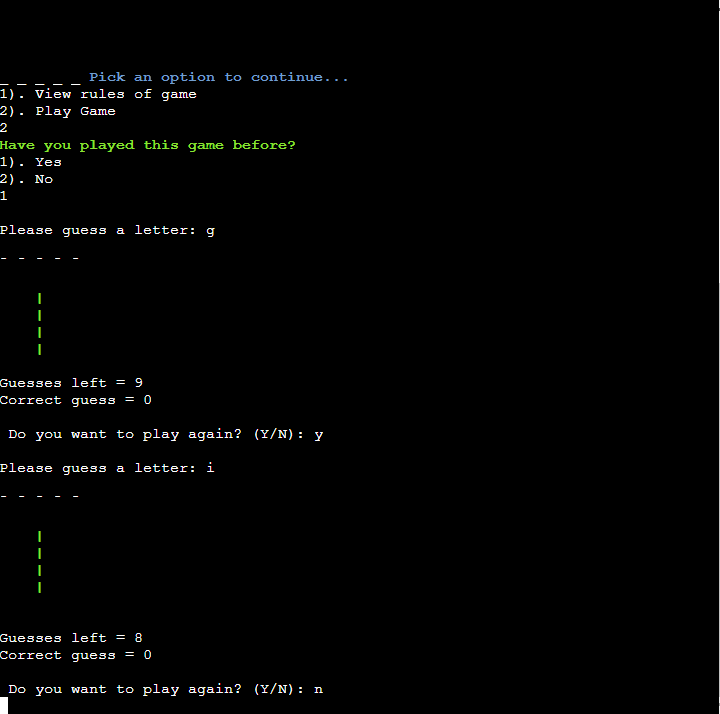 _ _ _ _ _ Pick an option to continue...
1). View rules of game
2). Play Game
2
Have you played this game before?
1). Yes
2). No
1
Please guess a letter: g
- - - - -
|
|
|
|
Guesses left = 9
Correct guess = 0
Do you want to play again? (Y/N): y
Please guess a letter: i
- - - - -
|
|
|
|
Guesses left = 8
Correct guess = 0
Do you want to play again? (Y/N): n